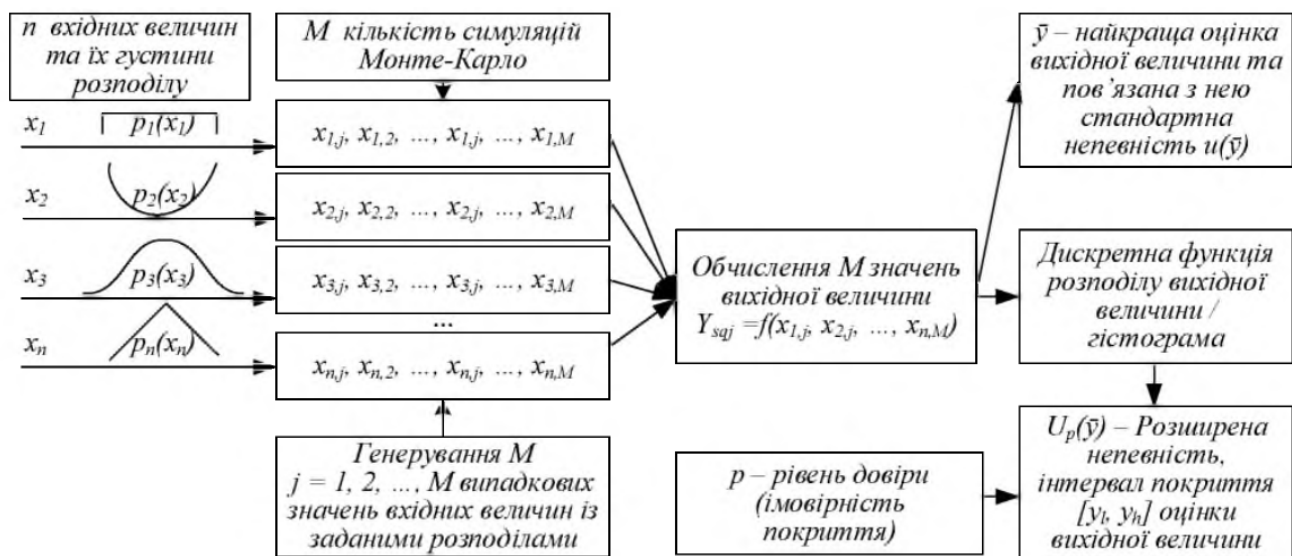 n вхідних величин
та їх густини
розподілу
M кількість симуляцій
Монте-Карло
x₁
p₁(x₁)
x₁,ⱼ, x₁,₂, ..., x₁,ⱼ, ..., x₁,M
x₂
p₂(x₂)
x₂,ⱼ, x₂,₂, ..., x₂,ⱼ, ..., x₂,M
x₃
p₃(x₃)
x₃,ⱼ, x₃,₂, ..., x₃,ⱼ, ..., x₃,M
...
xₙ
pₙ(xₙ)
xₙ,ⱼ, xₙ,₂, ..., xₙ,ⱼ, ..., xₙ,M
Генерування M
j = 1, 2, ..., M випадкових
значень вхідних величин із
заданими розподілами
Обчислення M значень
вихідної величини
Y_sqj =f(x₁,ⱼ, x₂,ⱼ, ..., xₙ,M)
p – рівень довіри
(імовірність
покриття)
ȳ – найкраща оцінка
вихідної величини та
пов’язана з нею
стандартна
непевність u(ȳ)
Дискретна функція
розподілу вихідної
величини /
гістограма
Uₚ(ȳ) – Розширена
непевність,
інтервал покриття
[yₗ, yₕ] оцінки
вихідної величини